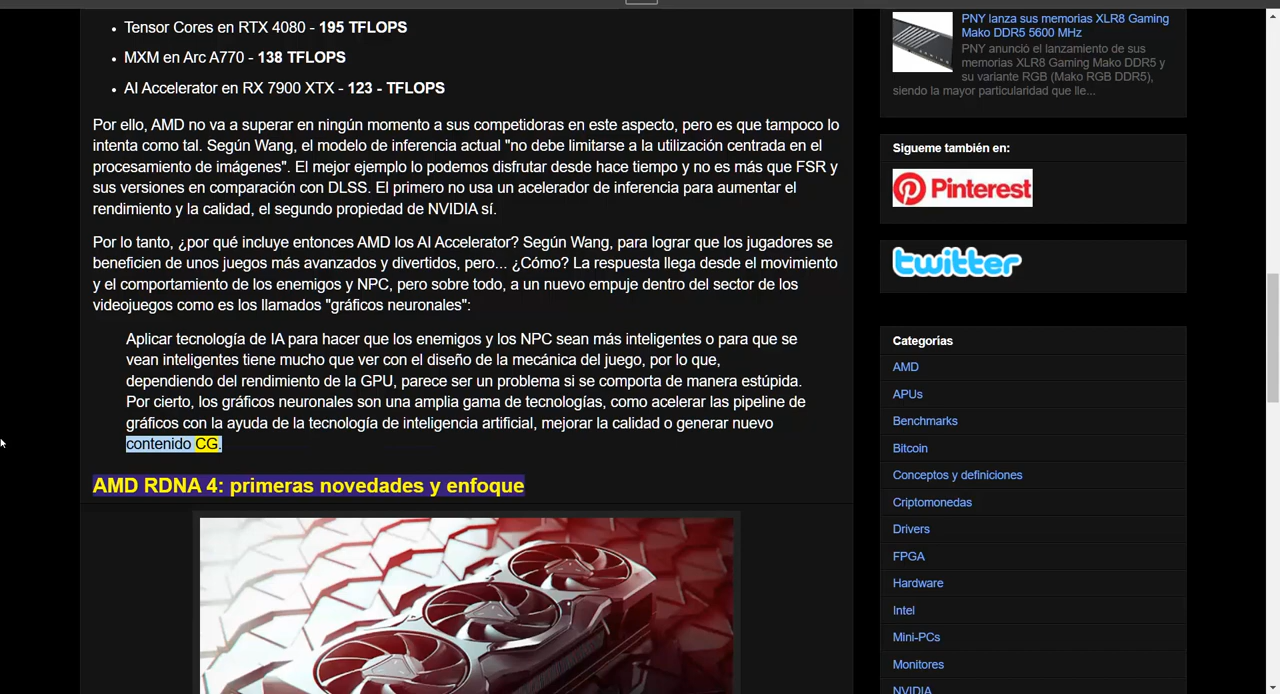 Tensor Cores en RTX 4080 - 195 TFLOPS
MXM en Arc A770 - 138 TFLOPS
AI Accelerator en RX 7900 XTX - 123 - TFLOPS
Por ello, AMD no va a superar en ningún momento a sus competidoras en este aspecto, pero es que tampoco lo
intenta como tal. Según Wang, el modelo de inferencia actual "no debe limitarse a la utilización centrada en el
procesamiento de imágenes". El mejor ejemplo lo podemos disfrutar desde hace tiempo y no es más que FSR y
sus versiones en comparación con DLSS. El primero no usa un acelerador de inferencia para aumentar el
rendimiento y la calidad, el segundo propiedad de NVIDIA sí.
Por lo tanto, ¿por qué incluye entonces AMD los AI Accelerator? Según Wang, para lograr que los jugadores se
beneficien de unos juegos más avanzados y divertidos, pero... ¿Cómo? La respuesta llega desde el movimiento
y el comportamiento de los enemigos y NPC, pero sobre todo, a un nuevo empuje dentro del sector de los
videojuegos como es los llamados "gráficos neuronales":
Aplicar tecnología de IA para hacer que los enemigos y los NPC sean más inteligentes o para que se
vean inteligentes tiene mucho que ver con el diseño de la mecánica del juego, por lo que,
dependiendo del rendimiento de la GPU, parece ser un problema si se comporta de manera estúpida.
Por cierto, los gráficos neuronales son una amplia gama de tecnologías, como acelerar las pipeline de
gráficos con la ayuda de la tecnología de inteligencia artificial, mejorar la calidad o generar nuevo
contenido CG.
AMD RDNA 4: primeras novedades y enfoque
PNY lanza sus memorias XLR8 Gaming
Mako DDR5 5600 MHz
PNY anunció el lanzamiento de sus
memorias XLR8 Gaming Mako DDR5 y
su variante RGB (Mako RGB DDR5),
siendo la mayor particularidad que lle...
Sigueme también en:
Pinterest
twitter
Categorías
AMD
APUs
Benchmarks
Bitcoin
Conceptos y definiciones
Criptomonedas
Drivers
FPGA
Hardware
Intel
Mini-PCs
Monitores
NVIDIA